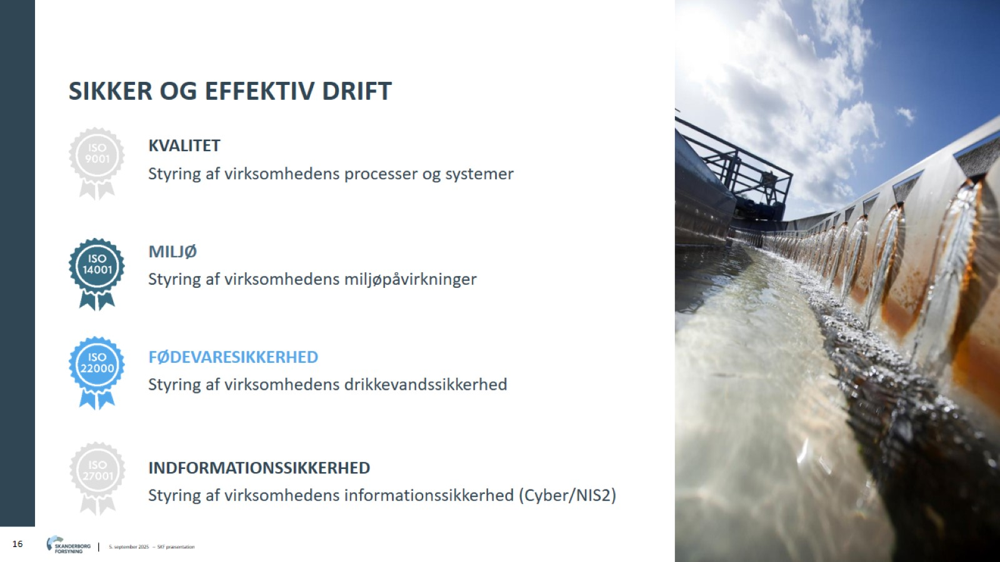 SIKKER OG EFFEKTIV DRIFT
ISO
9001
KVALITET
Styring af virksomhedens processer og systemer
ISO
14001
MILJØ
Styring af virksomhedens miljøpåvirkninger
ISO
22000
FØDEVARESIKKERHED
Styring af virksomhedens drikkevandssikkerhed
ISO
27001
INDFORMATIONSSIKKERHED
Styring af virksomhedens informationssikkerhed (Cyber/NIS2)
16
SKANDERBORG
FORSYNING
5. september 2025 – SKF præsentation